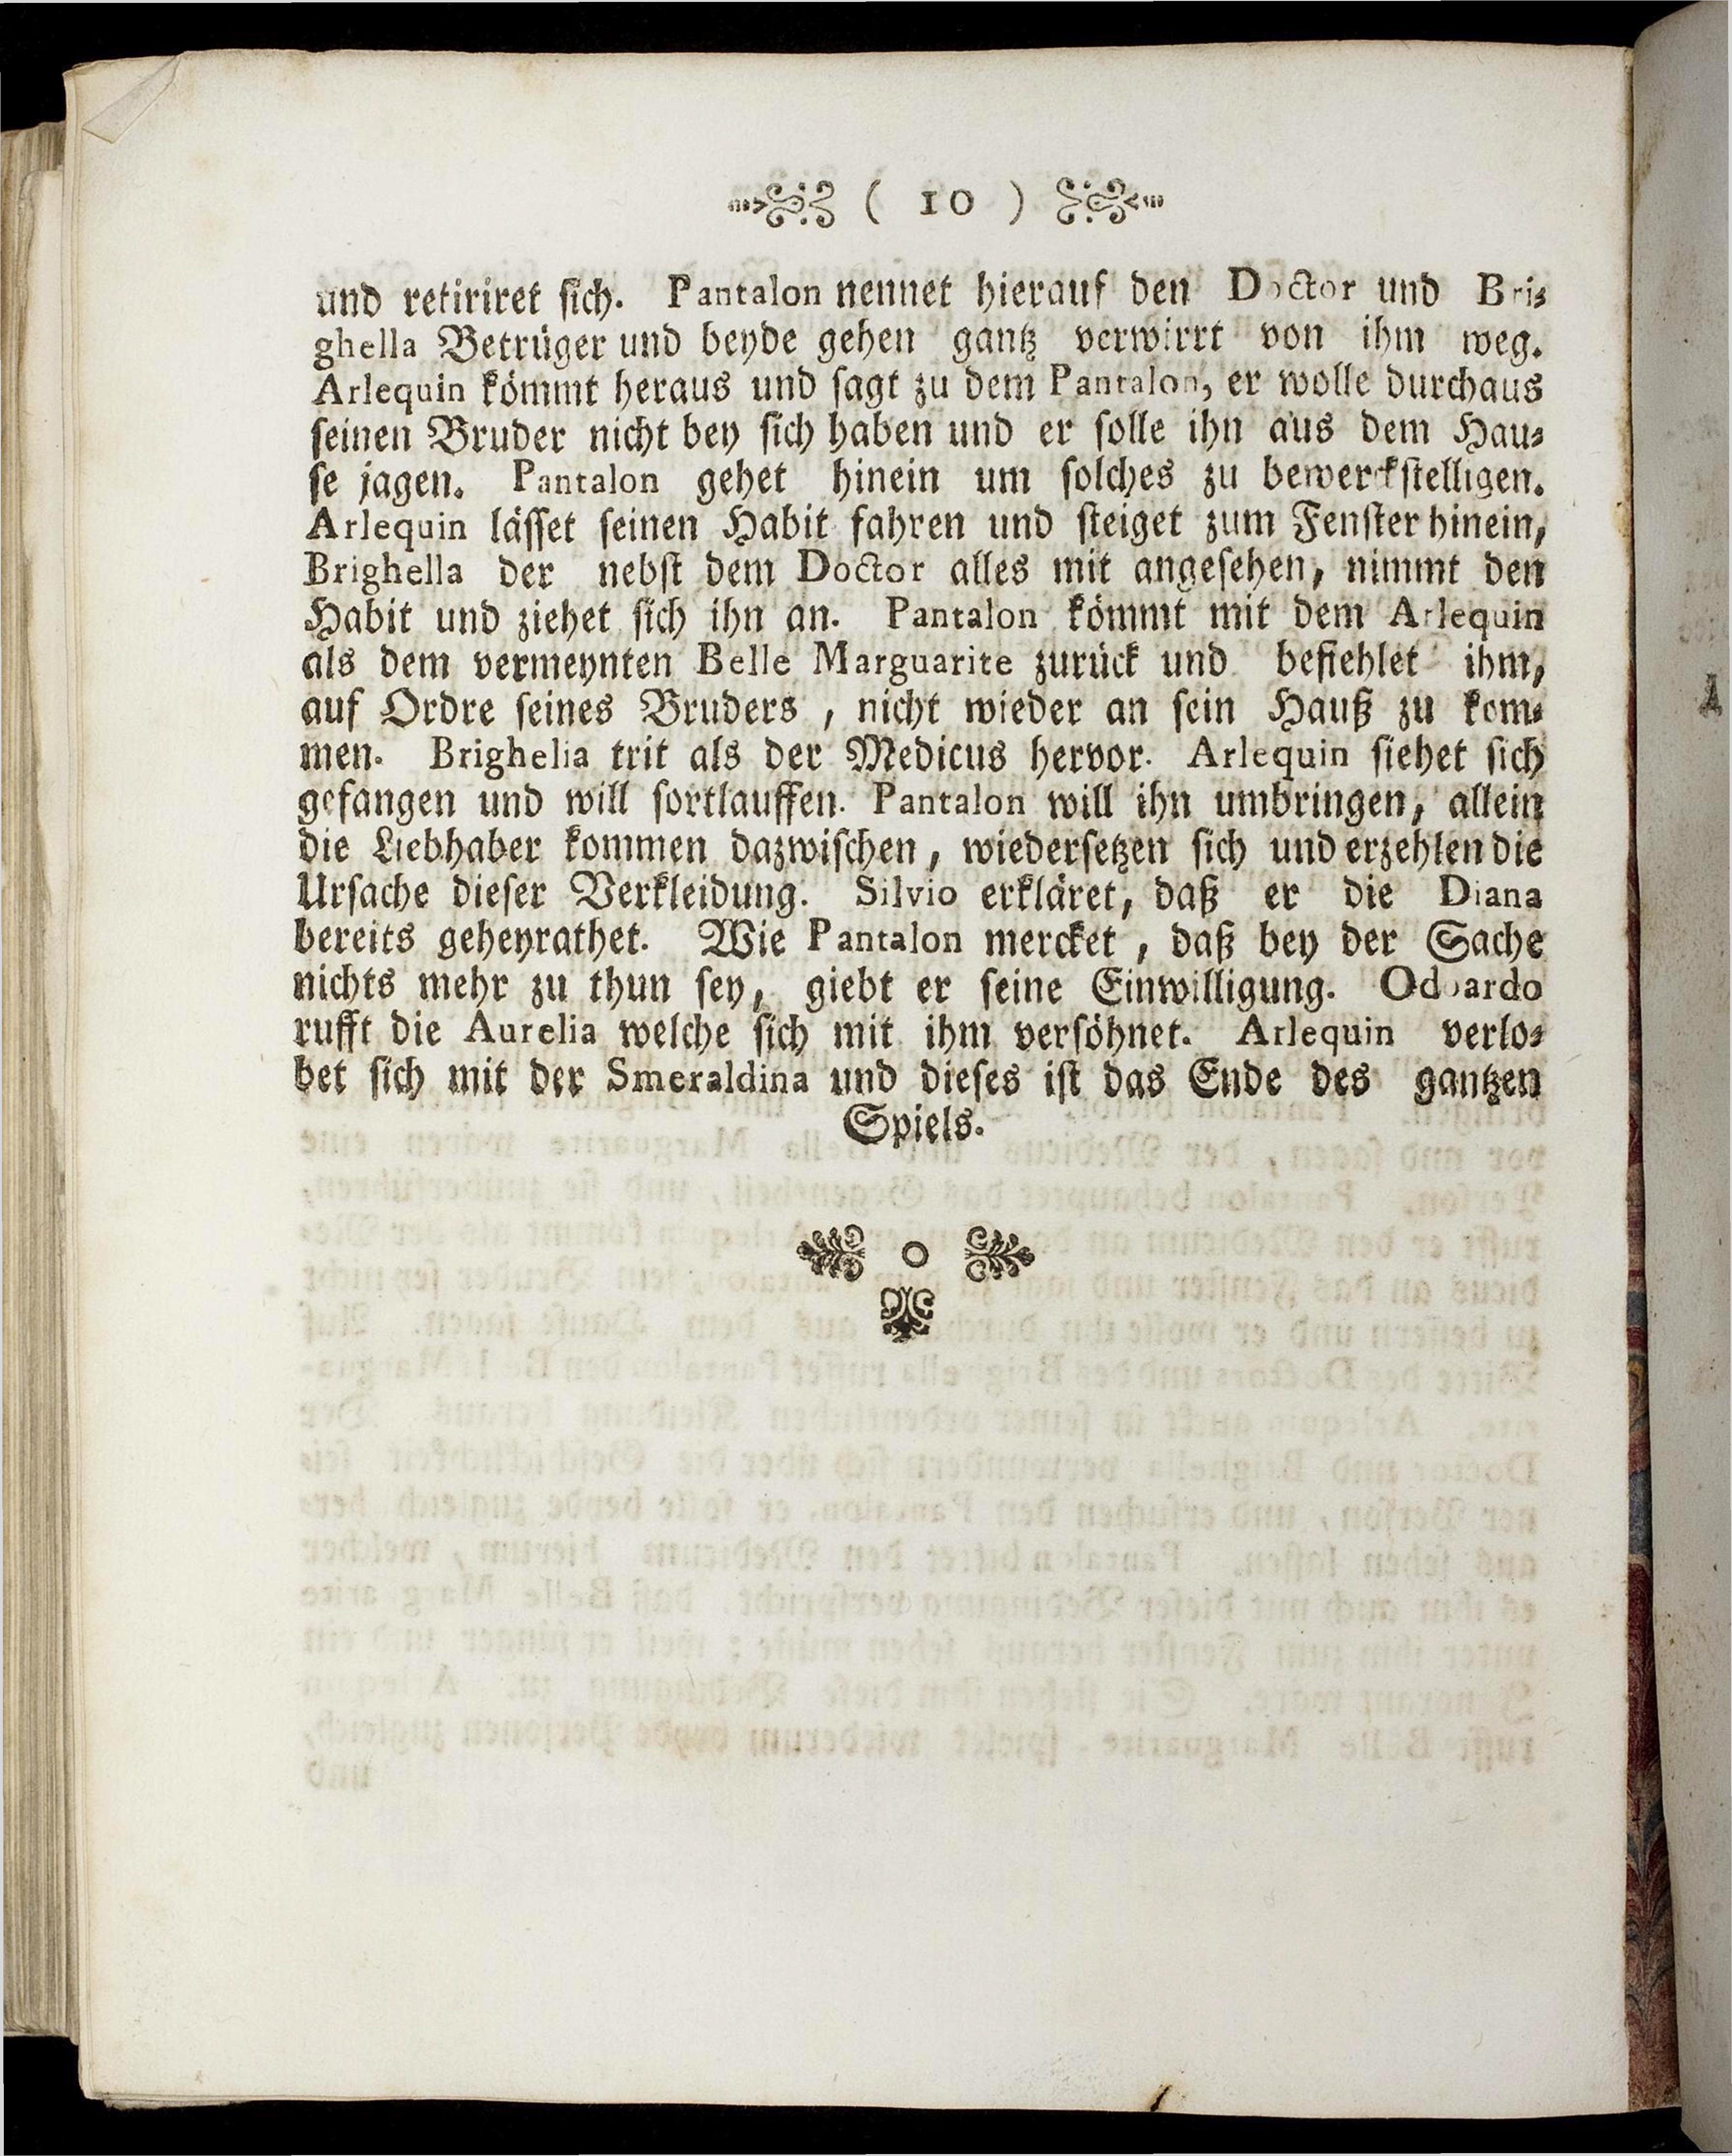 ( 10 )
und retiriret sich. Pantalon nennet hierauf den Doctor und Bri-
ghella Betrüger und beyde gehen gantz verwirrt von ihm weg.
Arlequin kömmt heraus und sagt zu dem Pantalon, er wolle durchaus
seinen Bruder nicht bey sich haben und er solle ihn aus dem Hau-
se jagen. Pantalon gehet hinein um solches zu bewerckstelligen.
Arlequin lässet seinen Habit fahren und steiget zum Fenster hinein,
Brighella der nebst dem Doctor alles mit angesehen, nimmt den
Habit und ziehet sich ihn an. Pantalon kömmt mit dem Arlequin
als dem vermeynten Belle Marguarite zurück und befiehlet ihm,
auf Ordre seines Bruders , nicht wieder an sein Hauß zu kom-
men. Brighelia trit als der Medicus hervor. Arlequin siehet sich
gefangen und will fortlauffen. Pantalon will ihn umbringen, allein
die Liebhaber kommen dazwischen , wiedersetzen sich und erzehlen die
Ursache dieser Verkleidung. Silvio erkläret, daß er die Diana
bereits geheyrathet. Wie Pantalon mercket , daß bey der Sache
nichts mehr zu thun sey, giebt er seine Einwilligung. Odoardo
rufft die Aurelia welche sich mit ihm versöhnet. Arlequin verlo-
bet sich mit der Smeraldina und dieses ist das Ende des gantzen
Spiels.